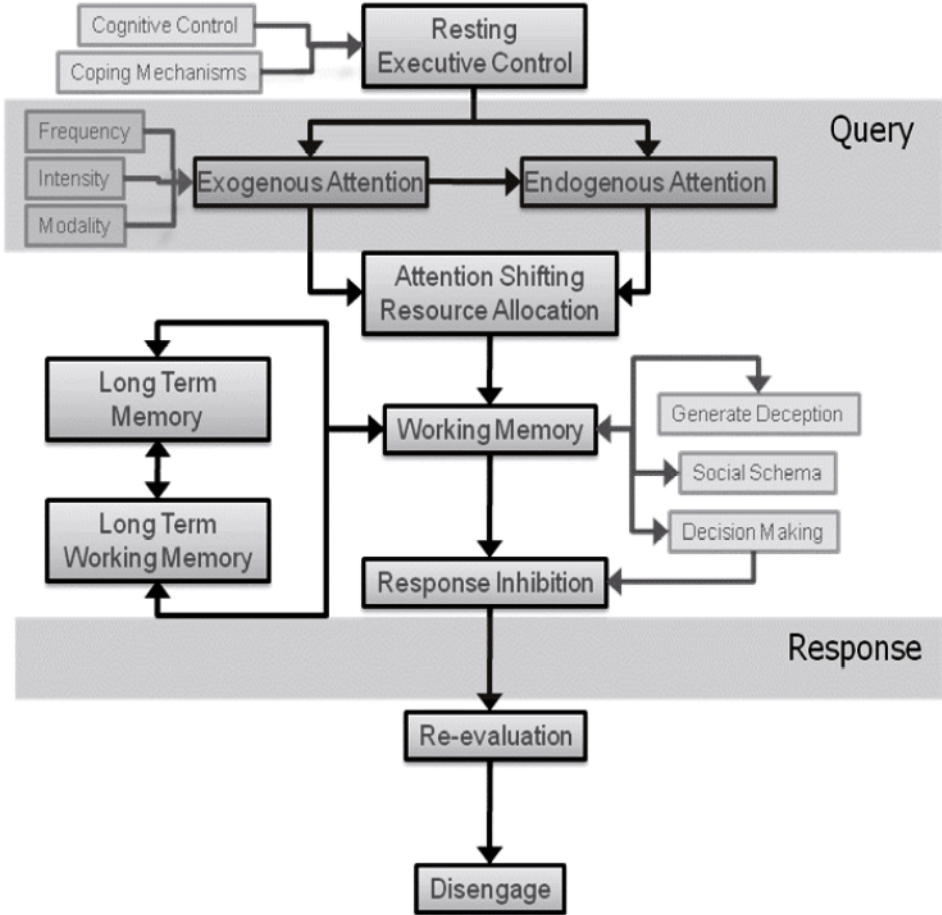 Cognitive Control
Coping Mechanisms
Resting
Executive Control
Query
Frequency
Intensity
Modality
Exogenous Attention
Endogenous Attention
Attention Shifting
Resource Allocation
Long Term
Memory
Working Memory
Generate Deception
Social Schema
Long Term
Working Memory
Decision Making
Response Inhibition
Response
Re-evaluation
Disengage